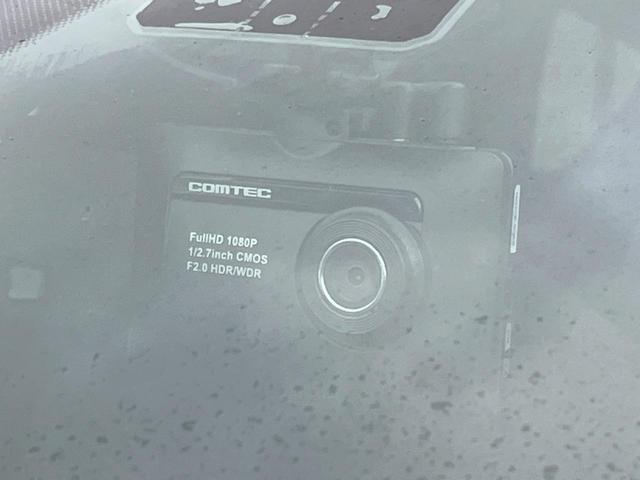 COMTEC
FullHD 1080P
1/2.7inch CMOS
F2.0 HDR/WDR